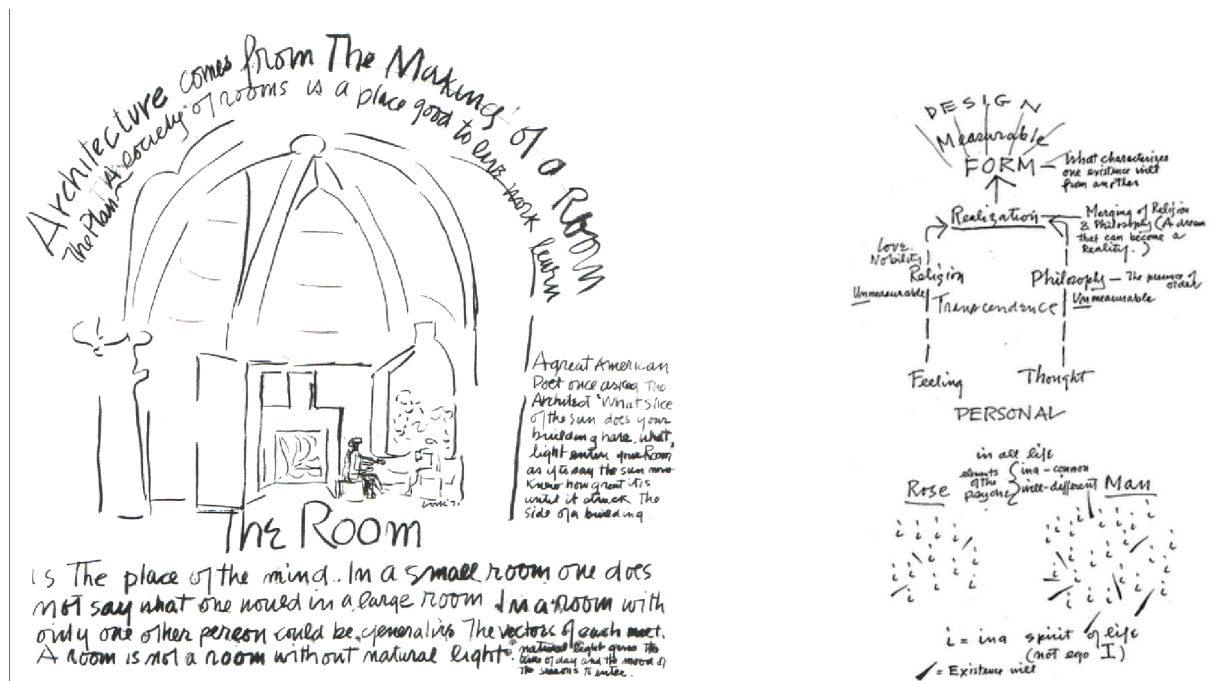 Architecture comes from The Making of a Room
The Plan A society of rooms is a place good to live work learn
A great American
Poet once asked The
Architect "What slice
of the sun does your
building have, what
light enters your Room
as if to say the sun never
knew how great it is
until it struck The
side of a building.
The Room
is The place of the mind. In a small room one does
not say what one would in a large room In a room with
only one other person could be generative The vectors of each meet.
A room is not a room without natural light.
natural light gives The
time of day and the mood of
the seasons to enter.
DESIGN
Measurable
FORM — What characterizes
one existence will
from another
Realization — Merging of Religion
& Philosophy (A dream
that can become a
Reality.)
Love.
Nobility
Religion
Philosophy — The presence of
order
Unmeasurable
Transcendence
Unmeasurable
Feeling
Thought
PERSONAL
in all life
elements
of the
psyche
ina - common
will - different
Rose
Man
i i i i i i i i i i i i i i i i
i = ina spirit of life
(not ego I)
= Existence will